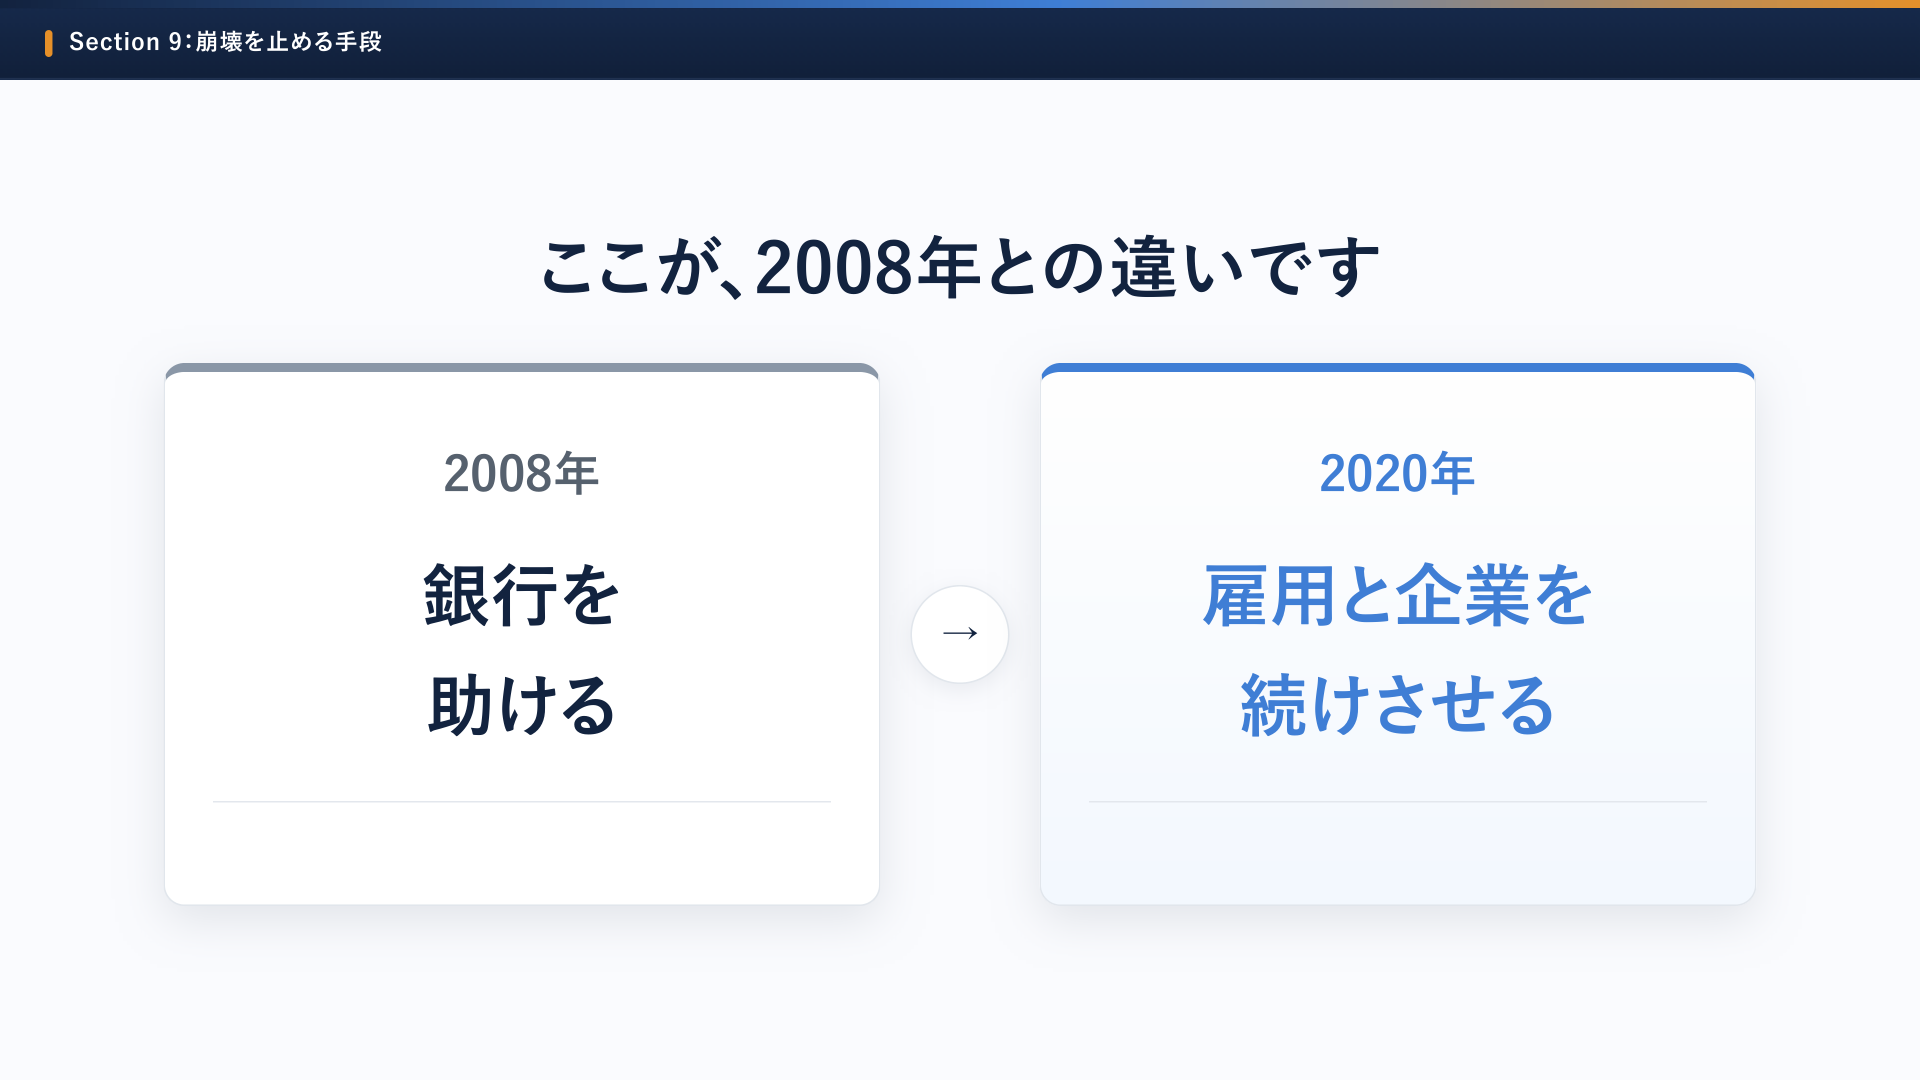 Section 9：崩壊を止める手段
ここが、2008年との違いです
2008年
銀行を
助ける
→
2020年
雇用と企業を
続けさせる